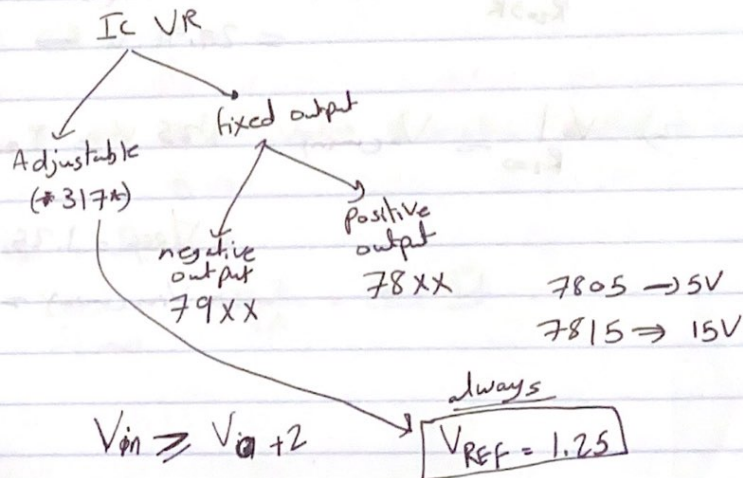 Ic VR
fixed output
Adjustable
(*317*)
positive
output
78XX
negative
output
79XX
7805 → 5V
7815 ⇒ 15V
always
Vin ≥ +2
VREF = 1.25